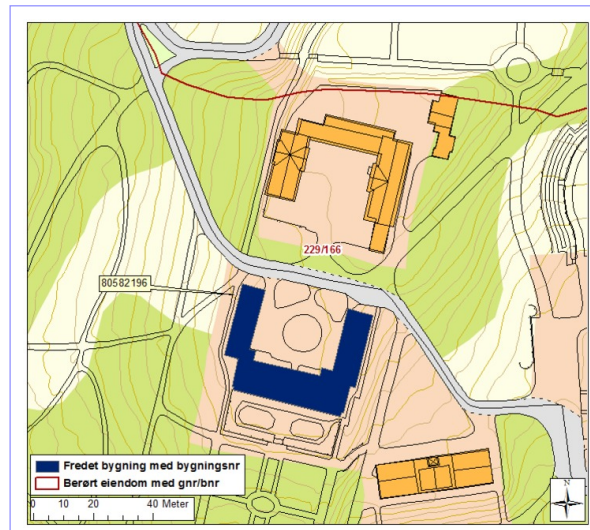 229/166
80582196
Fredet bygning med bygningsnr
Berørt eiendom med gnr/bnr
0 10 20 40 Meter
N